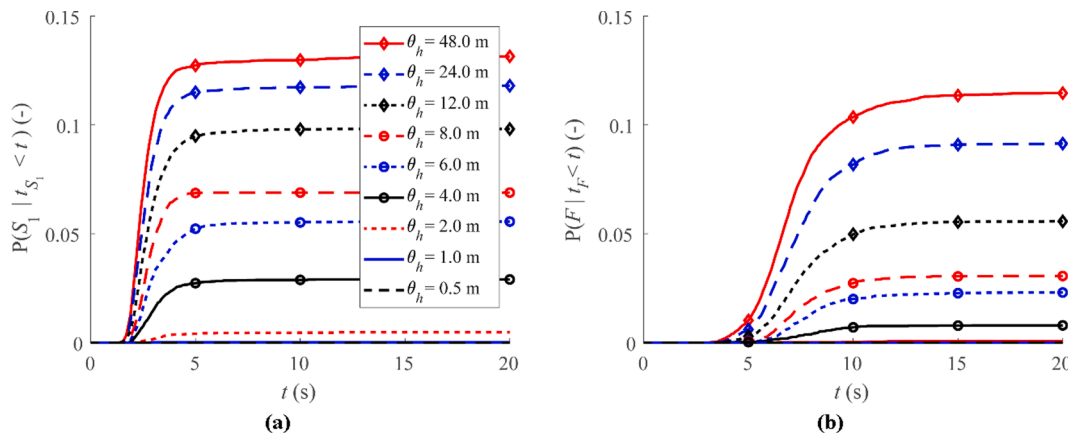 0.15
0.1
0.05
0
P(S₁ | t_S₁ < t) (-)
0 5 10 15 20
t (s)
(a)
θₕ = 48.0 m
θₕ = 24.0 m
θₕ = 12.0 m
θₕ = 8.0 m
θₕ = 6.0 m
θₕ = 4.0 m
θₕ = 2.0 m
θₕ = 1.0 m
θₕ = 0.5 m
0.15
0.1
0.05
0
P(F | t_F < t) (-)
0 5 10 15 20
t (s)
(b)